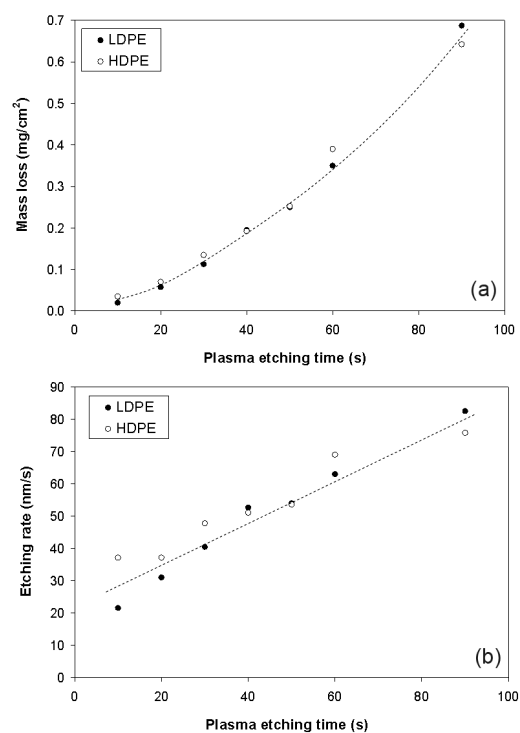 0.7
0.6
0.5
0.4
0.3
0.2
0.1
0.0
Mass loss (mg/cm²)
LDPE
HDPE
(a)
0 20 40 60 80 100
Plasma etching time (s)
90
80
70
60
50
40
30
20
10
0
Etching rate (nm/s)
LDPE
HDPE
(b)
0 20 40 60 80 100
Plasma etching time (s)